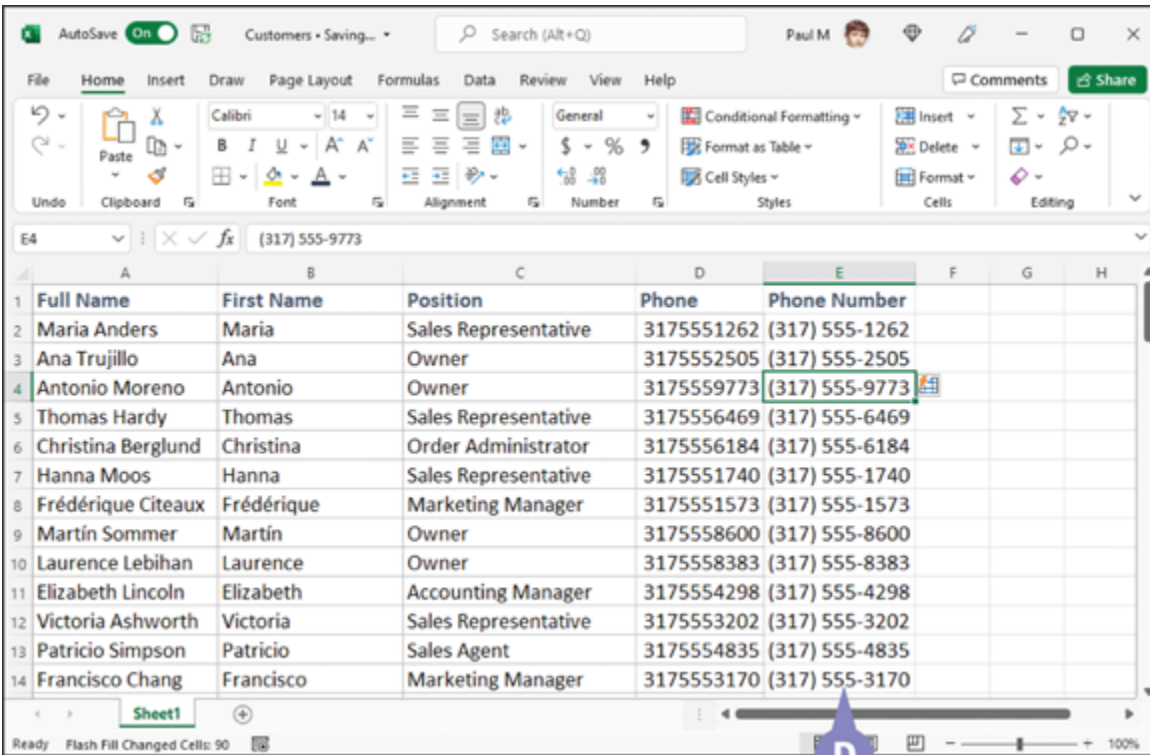 AutoSave On Customers • Saving... Search (Alt+Q) Paul M
File Home Insert Draw Page Layout Formulas Data Review View Help Comments Share
Calibri 14 General Conditional Formatting Insert
Paste B I U A A $ % Format as Table Delete
A Cell Styles Format
Undo Clipboard Font Alignment Number Styles Cells Editing
E4 fx (317) 555-9773
A B C D E F G H
1 Full Name First Name Position Phone Phone Number
2 Maria Anders Maria Sales Representative 3175551262 (317) 555-1262
3 Ana Trujillo Ana Owner 3175552505 (317) 555-2505
4 Antonio Moreno Antonio Owner 3175559773 (317) 555-9773
5 Thomas Hardy Thomas Sales Representative 3175556469 (317) 555-6469
6 Christina Berglund Christina Order Administrator 3175556184 (317) 555-6184
7 Hanna Moos Hanna Sales Representative 3175551740 (317) 555-1740
8 Frédérique Citeaux Frédérique Marketing Manager 3175551573 (317) 555-1573
9 Martín Sommer Martín Owner 3175558600 (317) 555-8600
10 Laurence Lebihan Laurence Owner 3175558383 (317) 555-8383
11 Elizabeth Lincoln Elizabeth Accounting Manager 3175554298 (317) 555-4298
12 Victoria Ashworth Victoria Sales Representative 3175553202 (317) 555-3202
13 Patricio Simpson Patricio Sales Agent 3175554835 (317) 555-4835
14 Francisco Chang Francisco Marketing Manager 3175553170 (317) 555-3170
Sheet1
Ready Flash Fill Changed Cells: 90 D 100%